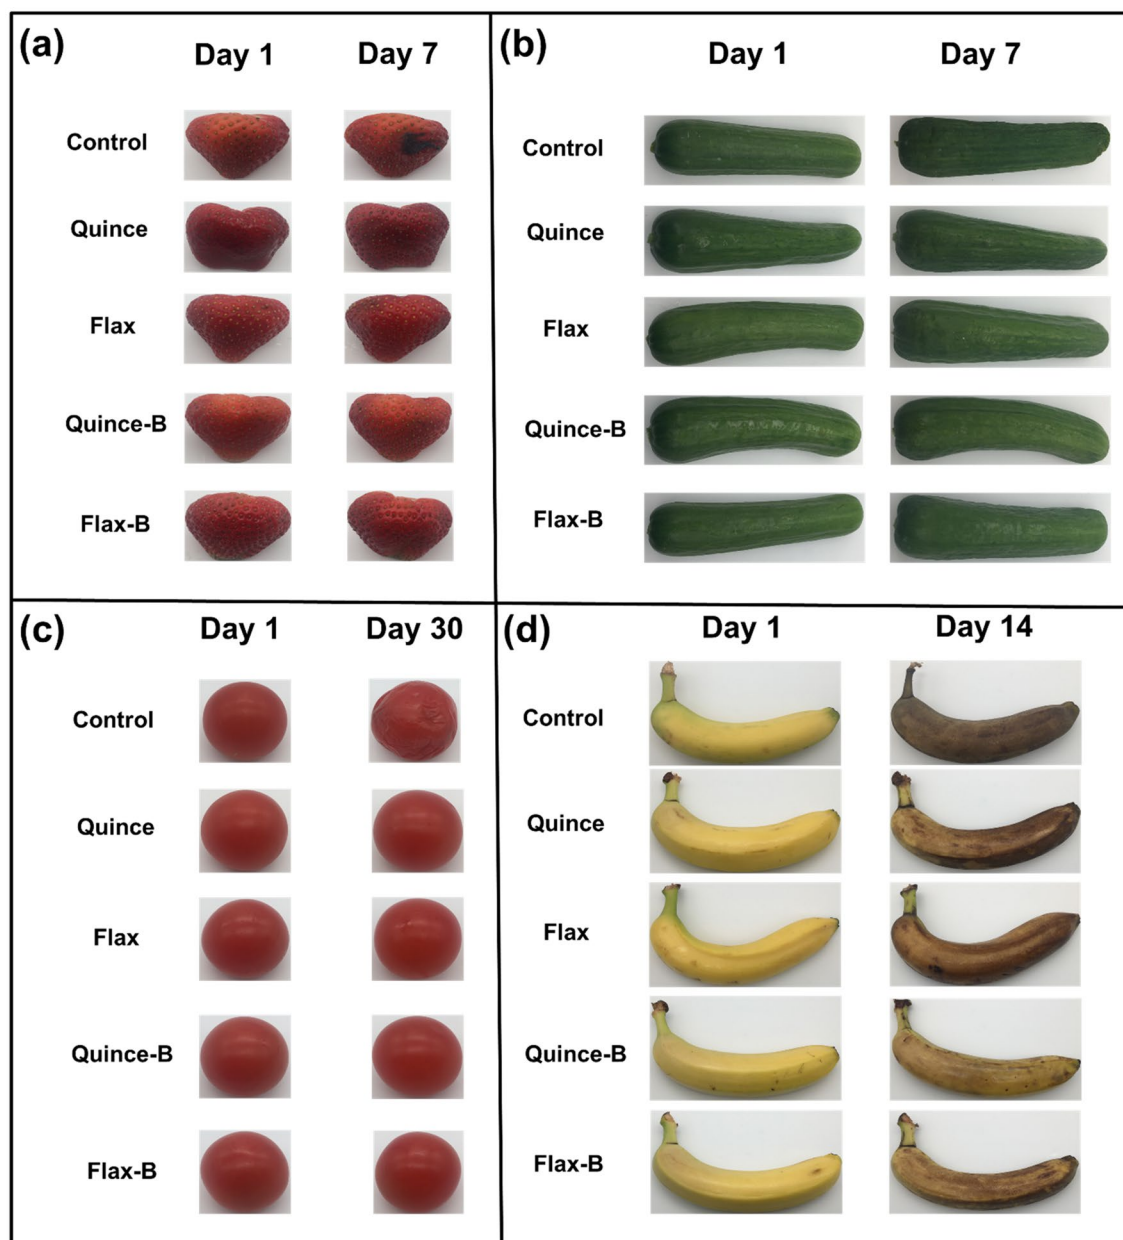 (a) Day 1 Day 7
Control
Quince
Flax
Quince-B
Flax-B
(b) Day 1 Day 7
Control
Quince
Flax
Quince-B
Flax-B
(c) Day 1 Day 30
Control
Quince
Flax
Quince-B
Flax-B
(d) Day 1 Day 14
Control
Quince
Flax
Quince-B
Flax-B